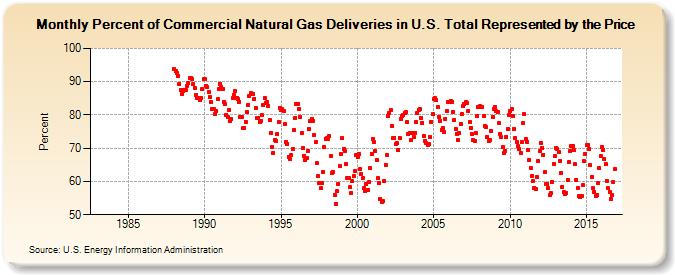 Monthly Percent of Commercial Natural Gas Deliveries in U.S. Total Represented by the Price
Percent
100
90
80
70
60
50
1985 1990 1995 2000 2005 2010 2015
Source: U.S. Energy Information Administration